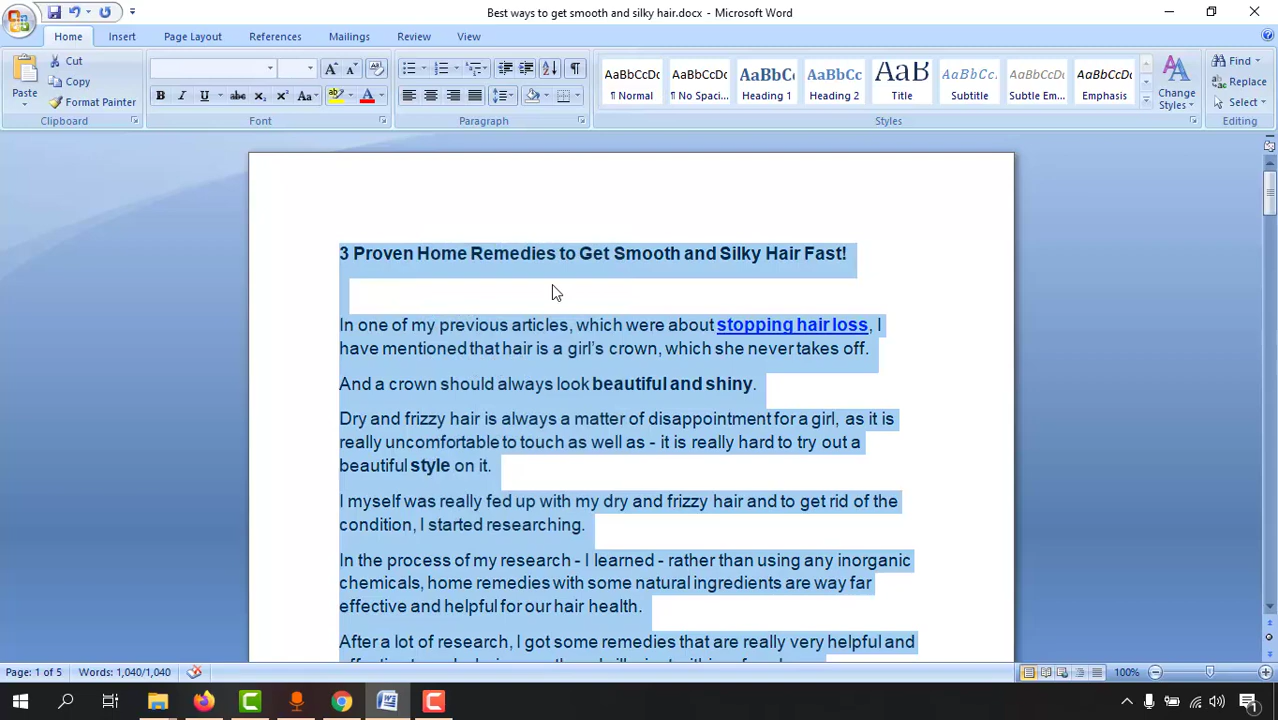 Best ways to get smooth and silky hair.docx - Microsoft Word
Home Insert Page Layout References Mailings Review View
Paste
Cut
Copy
Format Painter
Clipboard
B I U abc x₂ x² Aa A
Font
Paragraph
AaBbCcDc AaBbCcDc AaBbCc AaBbCc AaB AaBbCc. AaBbCcDc AaBbCcDc
¶ Normal ¶ No Spaci... Heading 1 Heading 2 Title Subtitle Subtle Em... Emphasis
Change
Styles
Styles
Find
Replace
Select
Editing
3 Proven Home Remedies to Get Smooth and Silky Hair Fast!
In one of my previous articles, which were about stopping hair loss, I
have mentioned that hair is a girl's crown, which she never takes off.
And a crown should always look beautiful and shiny.
Dry and frizzy hair is always a matter of disappointment for a girl, as it is
really uncomfortable to touch as well as - it is really hard to try out a
beautiful style on it.
I myself was really fed up with my dry and frizzy hair and to get rid of the
condition, I started researching.
In the process of my research - I learned - rather than using any inorganic
chemicals, home remedies with some natural ingredients are way far
effective and helpful for our hair health.
After a lot of research, I got some remedies that are really very helpful and
Page: 1 of 5 Words: 1,040/1,040 100%